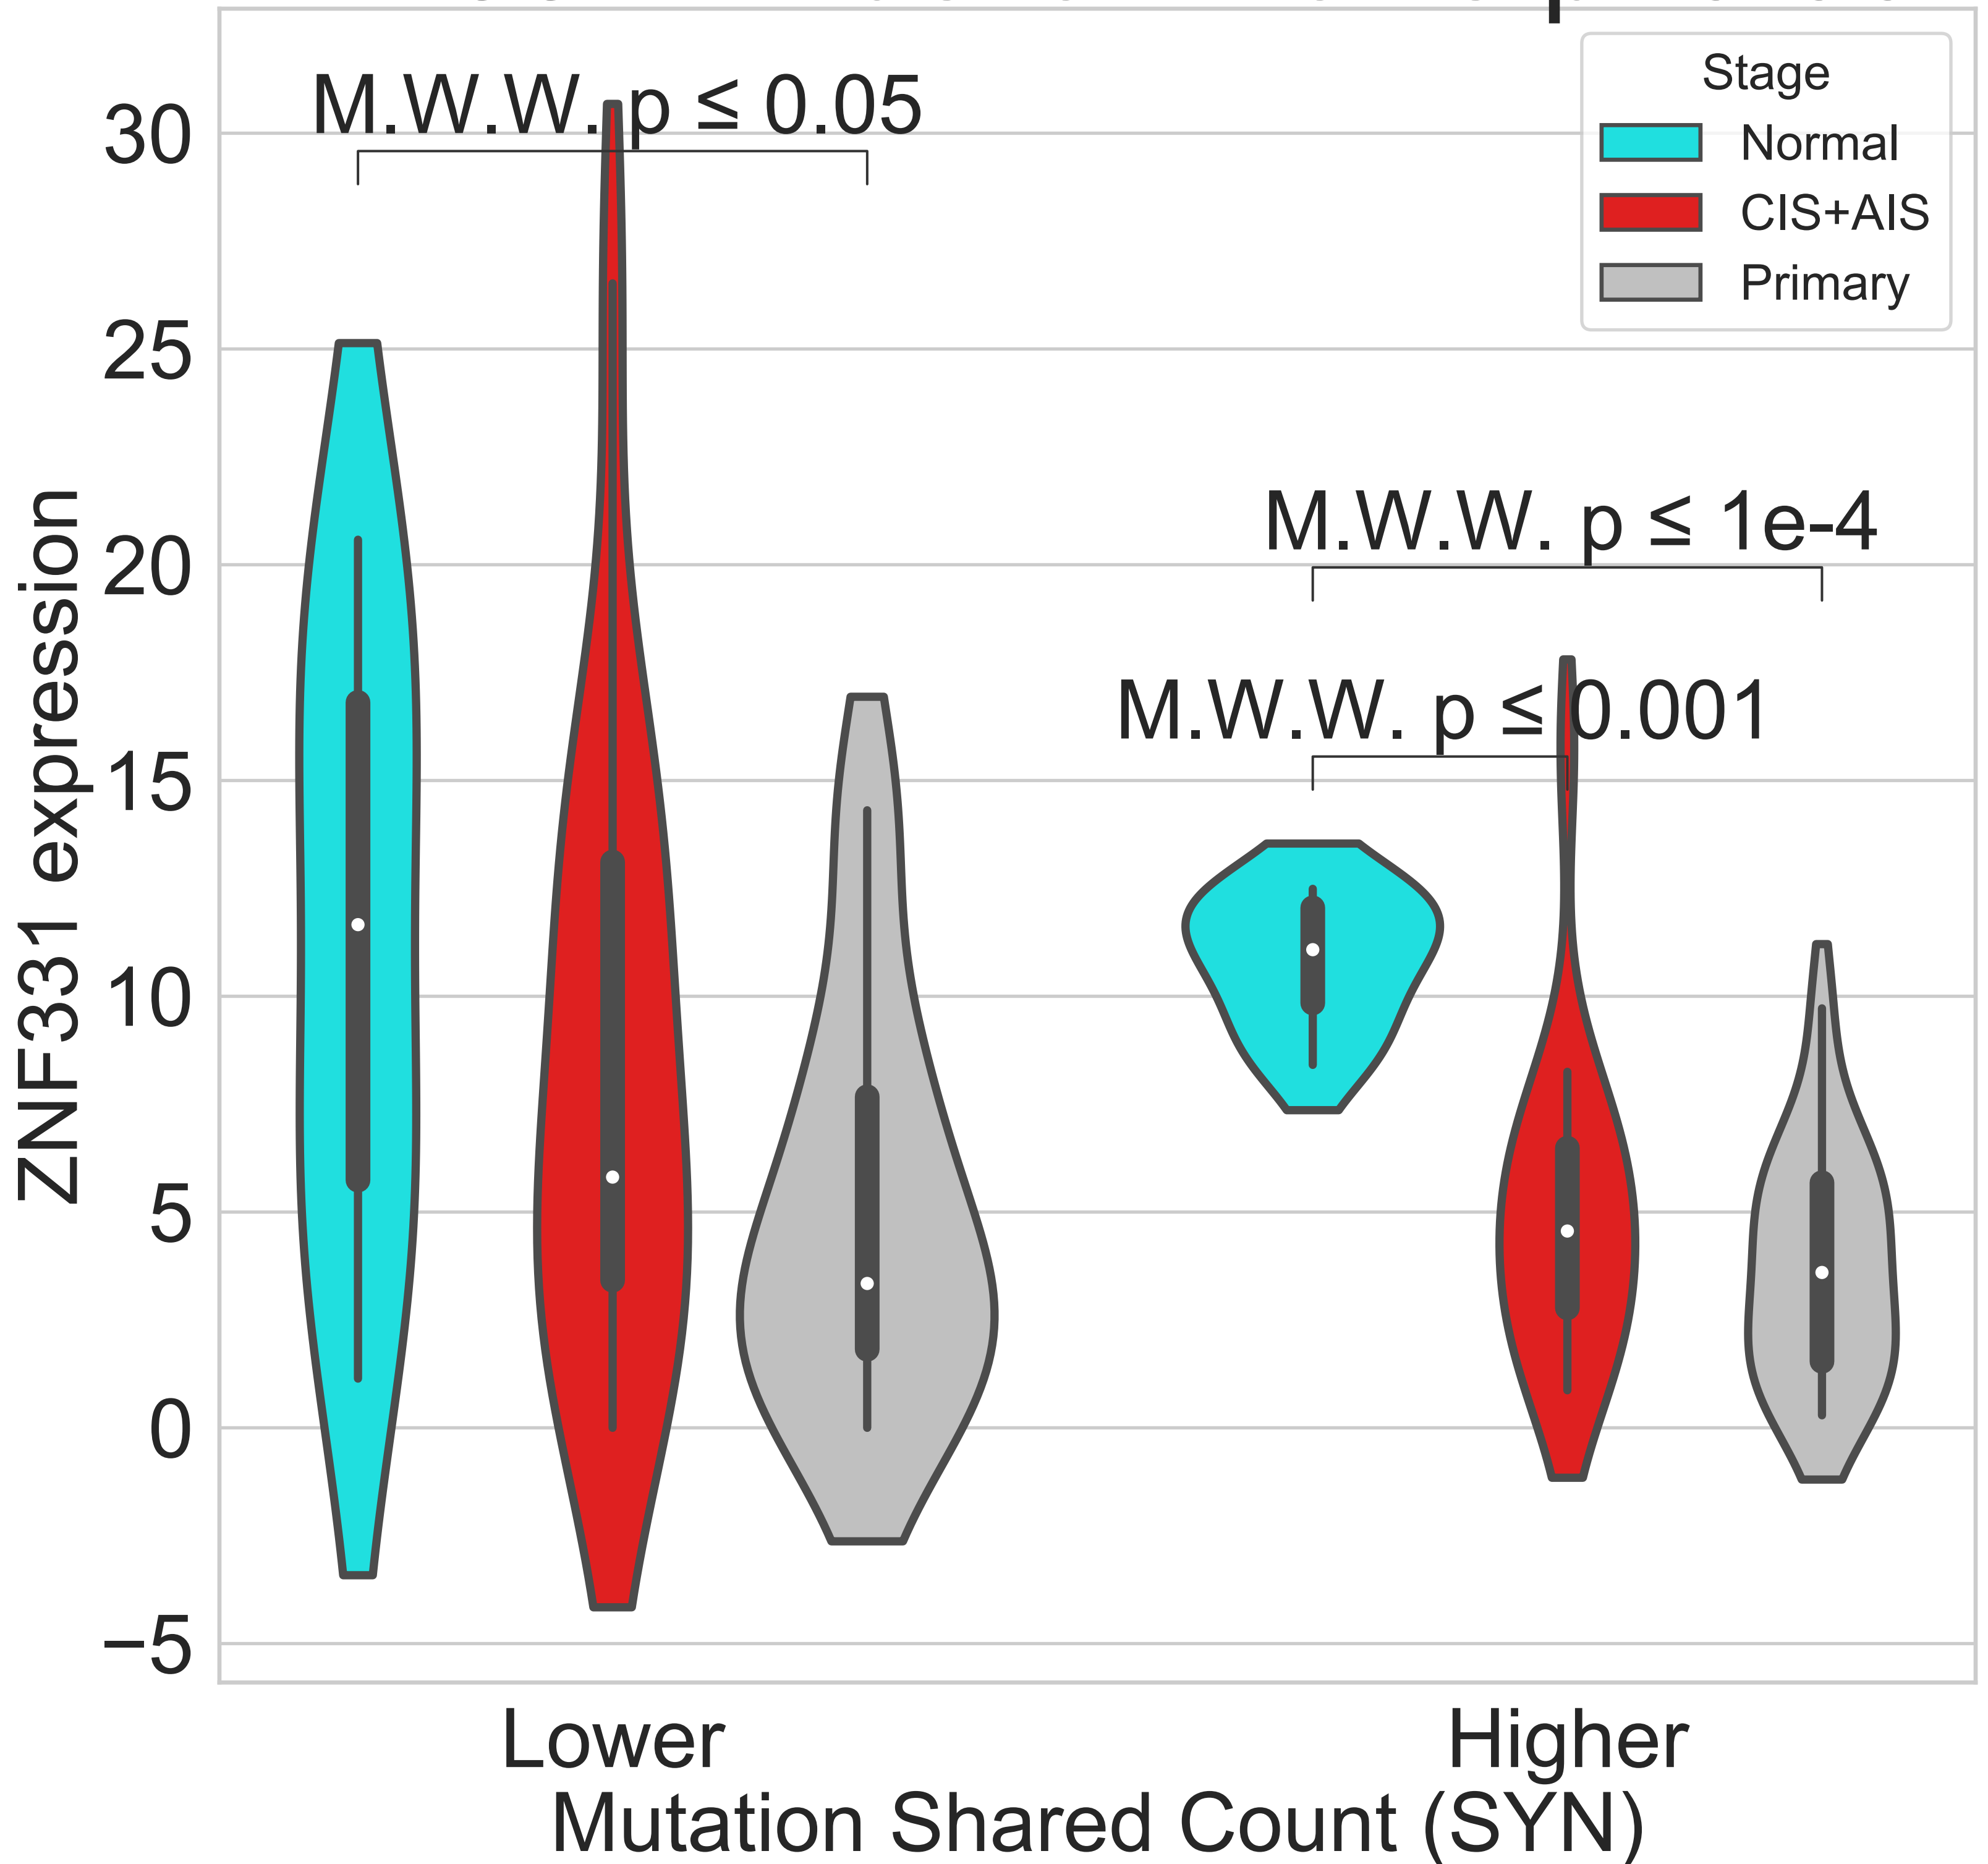 M.W.W. p ≤ 0.05
Stage
Normal
CIS+AIS
Primary
M.W.W. p ≤ 1e-4
M.W.W. p ≤ 0.001
30
25
20
15
10
5
0
−5
ZNF331 expression
Lower
Higher
Mutation Shared Count (SYN)